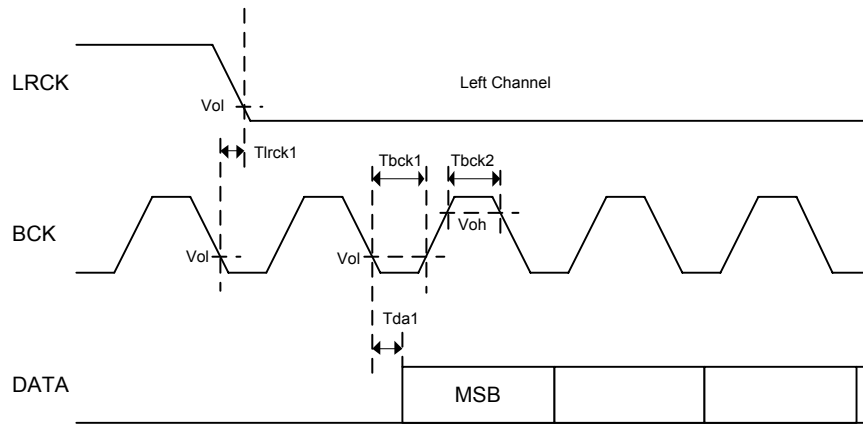 LRCK
Left Channel
Vol
Tlrck1
Tbck1
Tbck2
BCK
Voh
Vol
Vol
Tda1
DATA
MSB